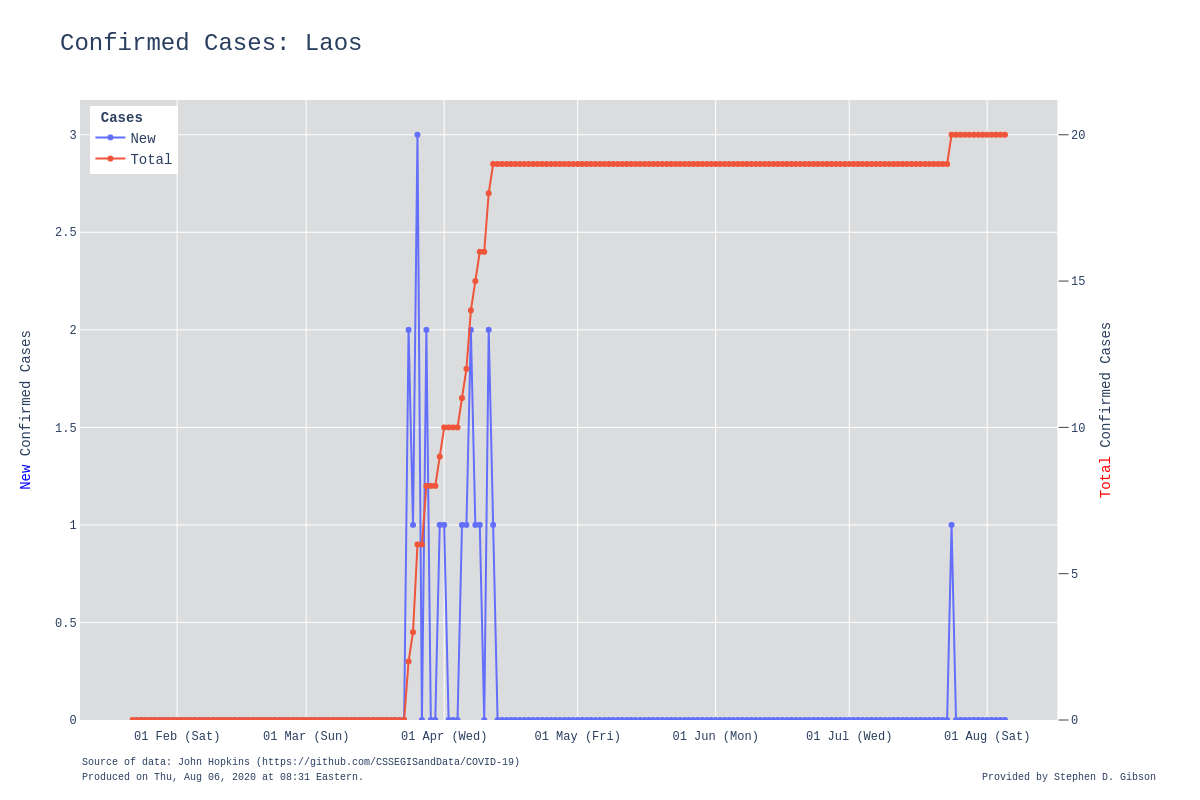 Confirmed Cases: Laos
Cases
New
Total
3
2.5
2
1.5
1
0.5
0
New Confirmed Cases
20
15
10
5
0
Total Confirmed Cases
01 Feb (Sat)
01 Mar (Sun)
01 Apr (Wed)
01 May (Fri)
01 Jun (Mon)
01 Jul (Wed)
01 Aug (Sat)
Source of data: John Hopkins (https://github.com/CSSEGISandData/COVID-19)
Produced on Thu, Aug 06, 2020 at 08:31 Eastern.
Provided by Stephen D. Gibson